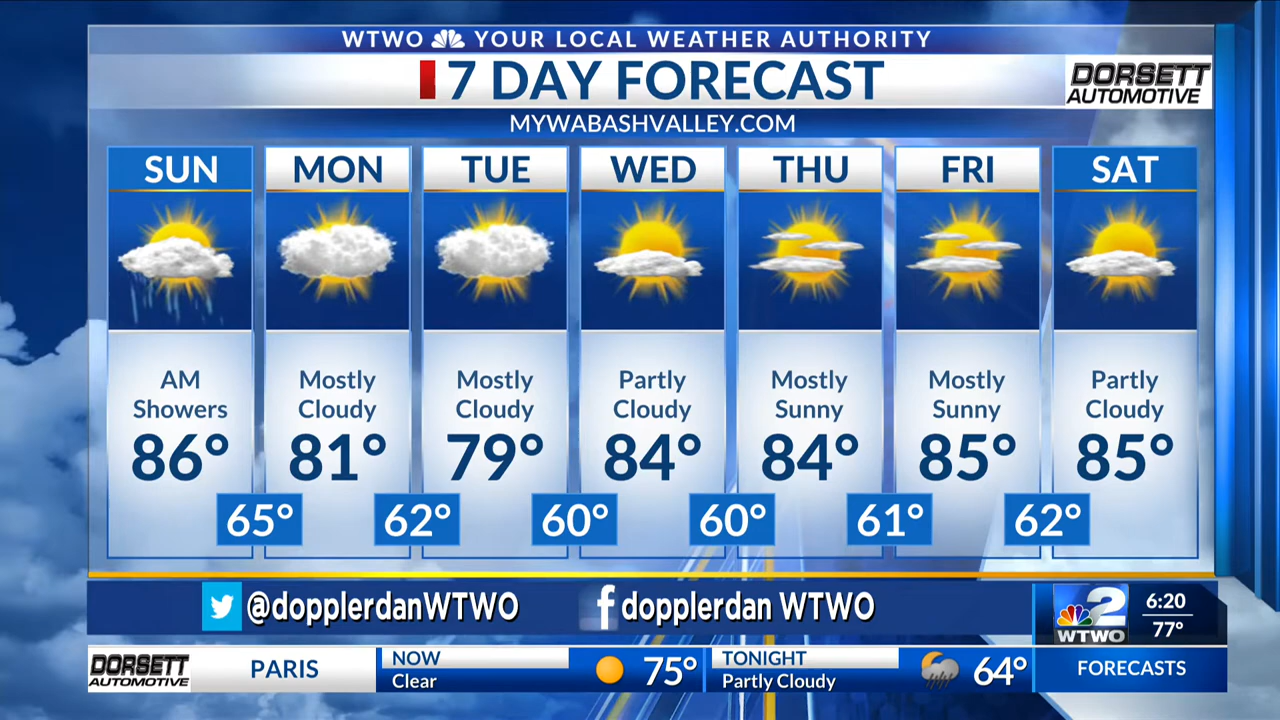 WTWO YOUR LOCAL WEATHER AUTHORITY
7 DAY FORECAST
DORSETT
AUTOMOTIVE
MYWABASHVALLEY.COM
SUN MON TUE WED THU FRI SAT
AM Showers
Mostly Cloudy
Mostly Cloudy
Partly Cloudy
Mostly Sunny
Mostly Sunny
Partly Cloudy
86° 81° 79° 84° 84° 85° 85°
65° 62° 60° 60° 61° 62°
@dopplerdanWTWO f dopplerdan WTWO
2
WTWO
6:20
77°
DORSETT
AUTOMOTIVE
PARIS
NOW
Clear
75°
TONIGHT
Partly Cloudy
64°
FORECASTS